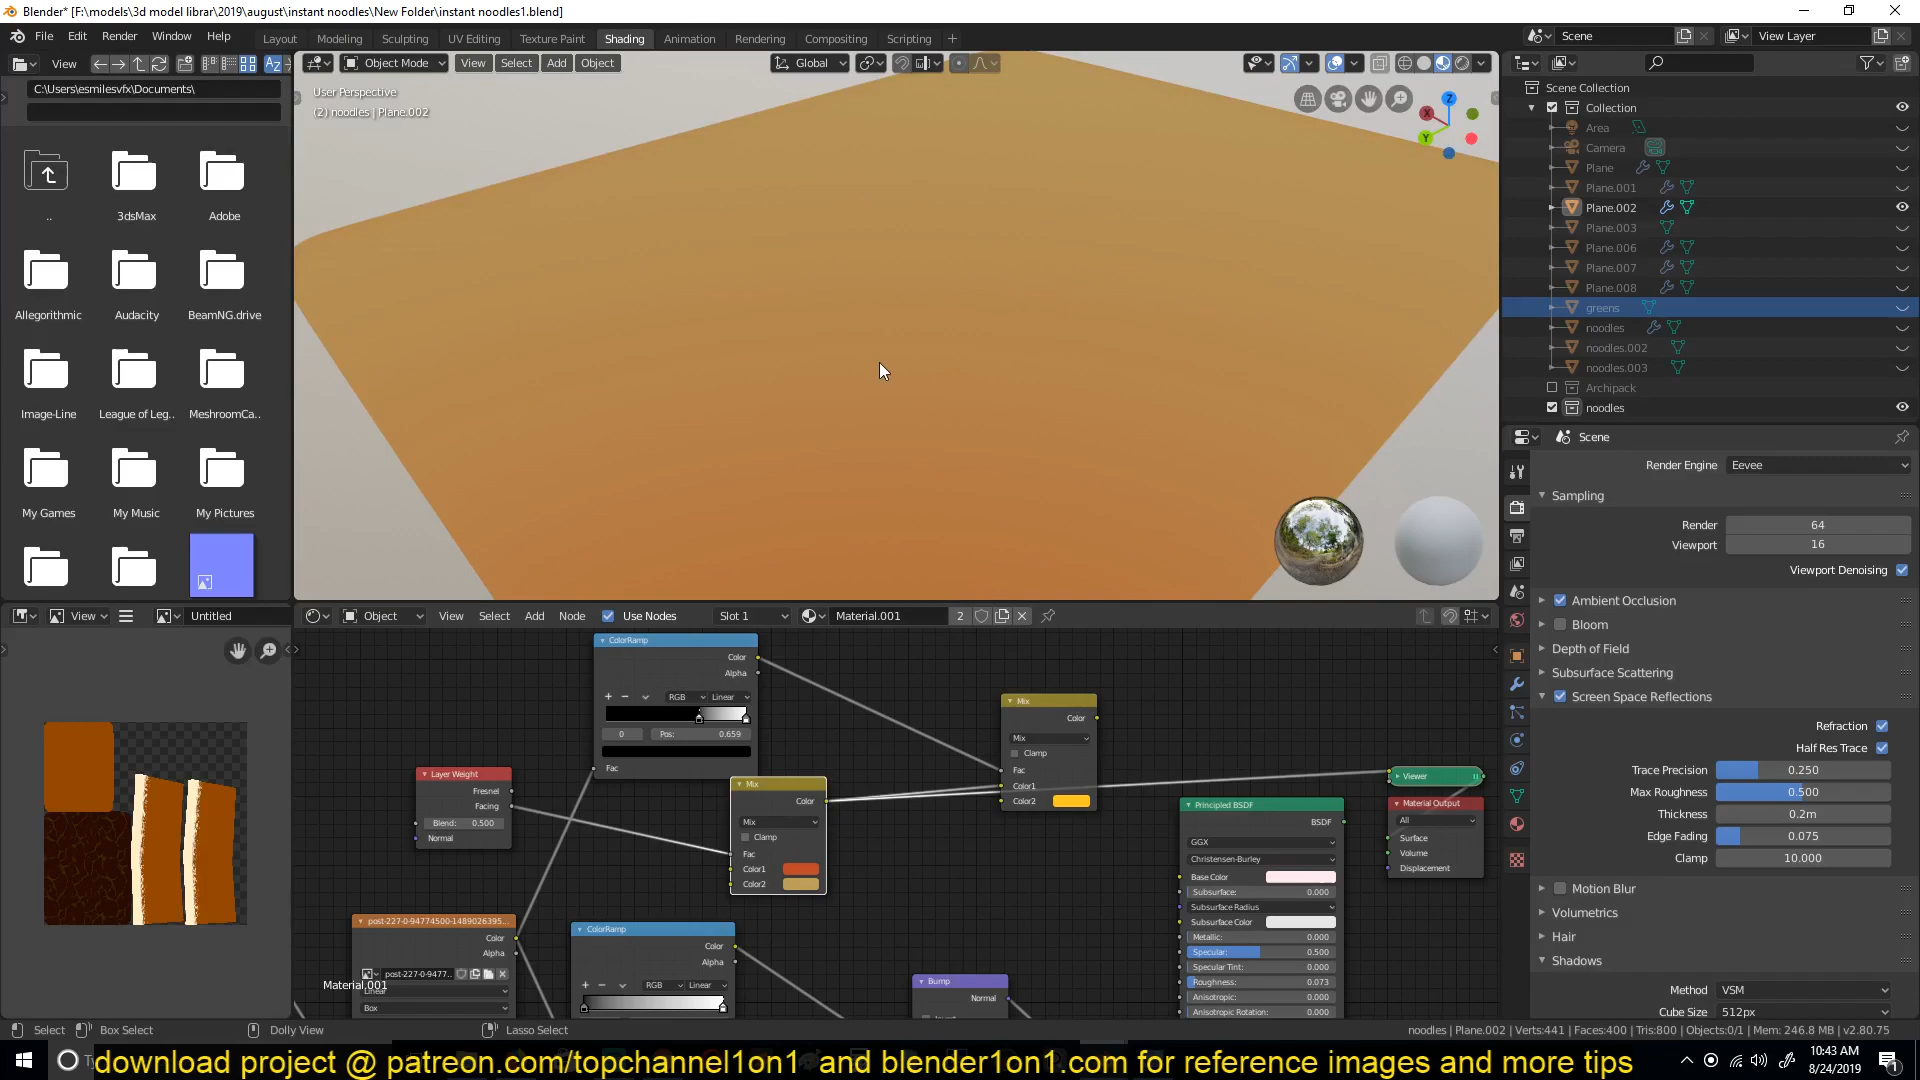 Blender* [F:\models\3d model librar\2019\august\instant noodles\New Folder\instant noodles1.blend]
File Edit Render Window Help
Layout Modeling Sculpting UV Editing Texture Paint Shading Animation Rendering Compositing Scripting +
Scene
View Layer
View
Object Mode View Select Add Object
Global
C:\Users\esmilesvfx\Documents\
User Perspective
(2) noodles | Plane.002
..
3dsMax
Adobe
Allegorithmic
Audacity
BeamNG.drive
Image-Line
League of Leg..
MeshroomCa..
My Games
My Music
My Pictures
Z
X
Y
Scene Collection
Collection
Area
Camera
Plane
Plane.001
Plane.002
Plane.003
Plane.006
Plane.007
Plane.008
greens
noodles
noodles.002
noodles.003
Archipack
noodles
Scene
Render Engine Eevee
Sampling
Render 64
Viewport 16
Viewport Denoising
Ambient Occlusion
Bloom
Depth of Field
Subsurface Scattering
Screen Space Reflections
Refraction
Half Res Trace
Trace Precision 0.250
Max Roughness 0.500
Thickness 0.2m
Edge Fading 0.075
Clamp 10.000
Motion Blur
Volumetrics
Hair
Shadows
Method VSM
Cube Size 512px
View
Untitled
Object View Select Add Node Use Nodes Slot 1 Material.001 2
ColorRamp
Color
Alpha
RGB Linear
0 Pos: 0.659
Fac
Layer Weight
Fresnel
Facing
Blend: 0.500
Normal
Mix
Color
Mix
Clamp
Fac
Color1
Color2
Mix
Color
Mix
Clamp
Fac
Color1
Color2
Viewer
Material Output
All
Surface
Volume
Displacement
Principled BSDF
BSDF
GGX
Christensen-Burley
Base Color
Subsurface: 0.000
Subsurface Radius
Subsurface Color
Metallic: 0.000
Specular: 0.500
Specular Tint: 0.000
Roughness: 0.073
Anisotropic: 0.000
Anisotropic Rotation: 0.000
post-227-0-94774500-1489026395...
Color
Alpha
post-227-0-9477..
Linear
Box
Material.001
ColorRamp
Color
Alpha
RGB Linear
Bump
Normal
Select Box Select Dolly View Lasso Select
noodles | Plane.002 | Verts:441 | Faces:400 | Tris:800 | Objects:0/1 | Mem: 246.8 MB | v2.80.75
download project @ patreon.com/topchannel1on1 and blender1on1.com for reference images and more tips
10:43 AM
8/24/2019
1